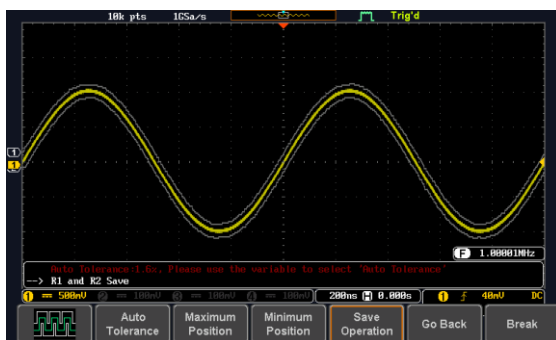 10k pts 1GSa/s Trig'd
1
1
F 1.00001MHz
Auto Tolerance:1.6%. Please use the variable to select 'Auto Tolerance'
--> R1 and R2 Save
1 500mV 2 100mV 3 100mV 4 100mV 200ns H 0.000s 1 40mV DC
Auto Tolerance
Maximum Position
Minimum Position
Save Operation
Go Back
Break